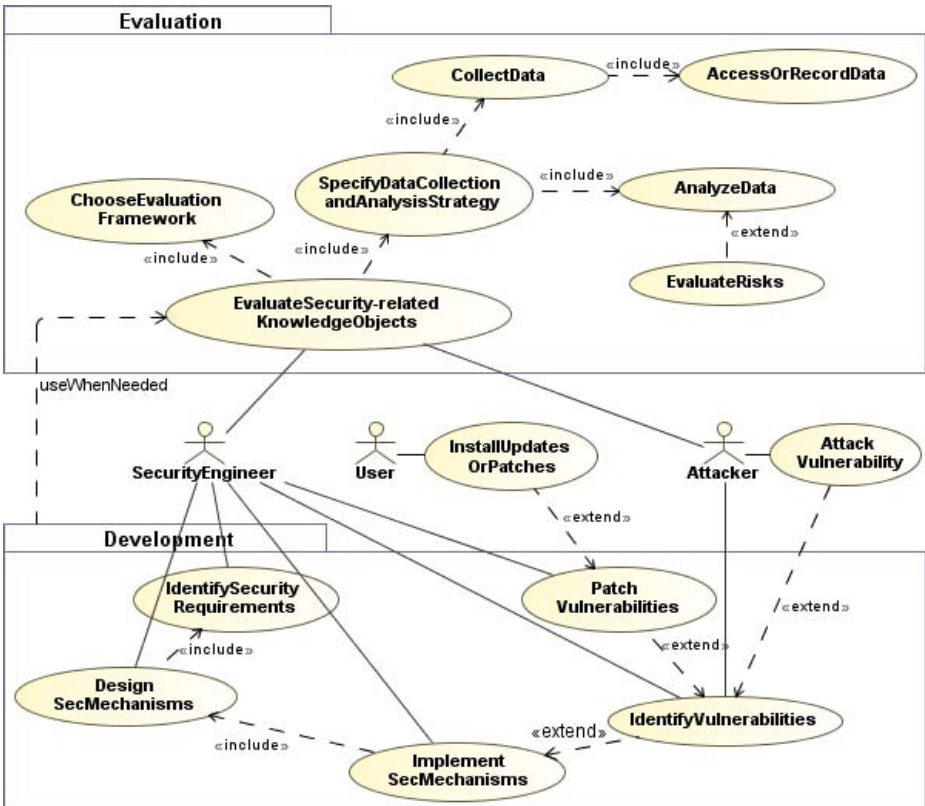 Evaluation
CollectData
«include»
AccessOrRecordData
«include»
SpecifyDataCollection
andAnalysisStrategy
«include»
AnalyzeData
ChooseEvaluation
Framework
«include»
«include»
«extend»
EvaluateRisks
EvaluateSecurity-related
KnowledgeObjects
useWhenNeeded
SecurityEngineer
User
InstallUpdates
OrPatches
Attacker
Attack
Vulnerability
«extend»
Development
IdentifySecurity
Requirements
Patch
Vulnerabilities
«extend»
«include»
«extend»
Design
SecMechanisms
IdentifyVulnerabilities
«include»
«extend»
Implement
SecMechanisms